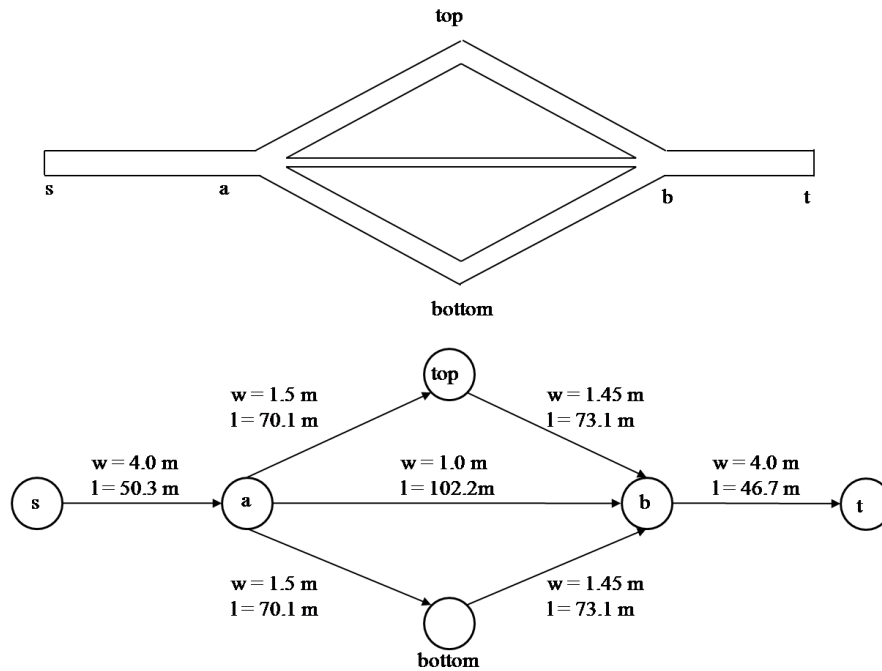 top
s
a
b
t
bottom
top
w = 1.5 m
l = 70.1 m
w = 1.45 m
l = 73.1 m
w = 4.0 m
l = 50.3 m
w = 1.0 m
l = 102.2m
w = 4.0 m
l = 46.7 m
s
a
b
t
w = 1.5 m
l = 70.1 m
w = 1.45 m
l = 73.1 m
bottom